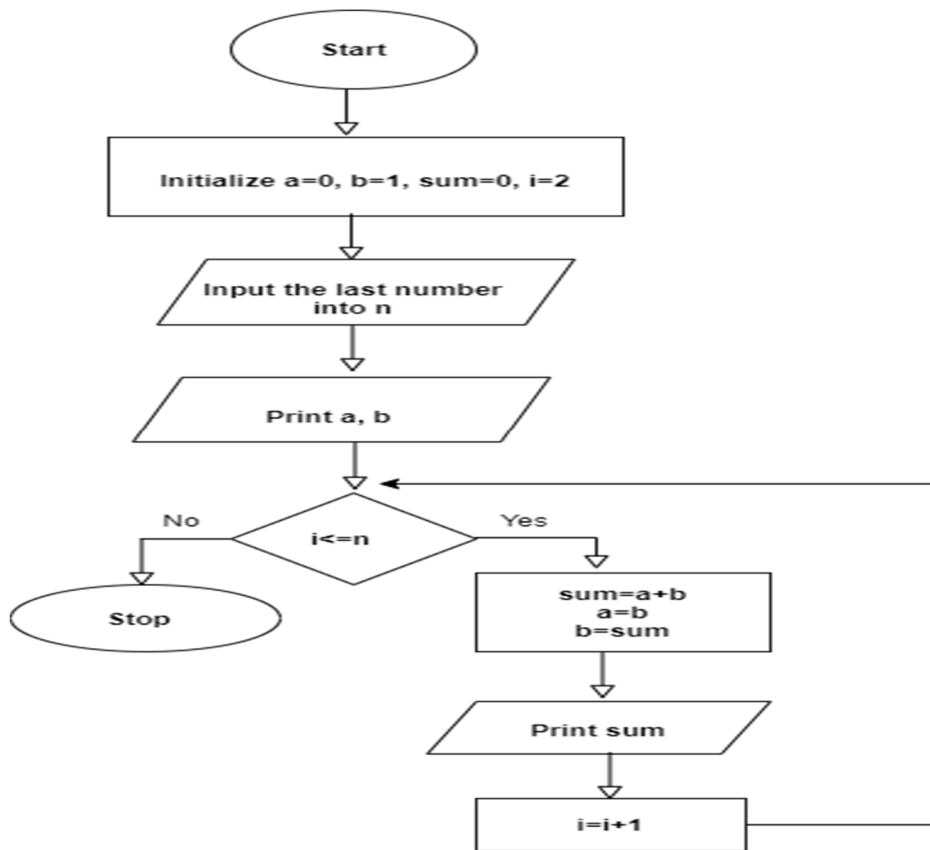 Start
Initialize a=0, b=1, sum=0, i=2
Input the last number
into n
Print a, b
i<=n
No
Yes
Stop
sum=a+b
a=b
b=sum
Print sum
i=i+1